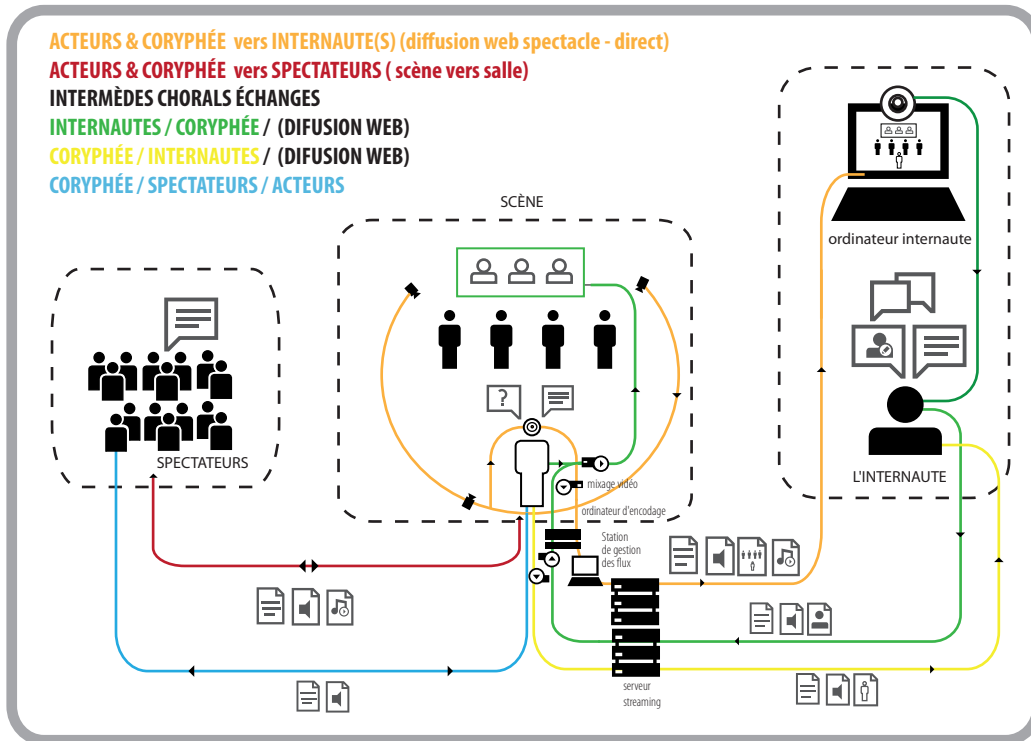 ACTEURS & CORYPHÉE vers INTERNAUTE(S) (diffusion web spectacle - direct)
ACTEURS & CORYPHÉE vers SPECTATEURS ( scène vers salle)
INTERMÈDES CHORALS ÉCHANGES
INTERNAUTES / CORYPHÉE / (DIFUSION WEB)
CORYPHÉE / INTERNAUTES / (DIFUSION WEB)
CORYPHÉE / SPECTATEURS / ACTEURS
SCÈNE
ordinateur internaute
?
SPECTATEURS
L'INTERNAUTE
mixage vidéo
ordinateur d'encodage
Station
de gestion
des flux
serveur
streaming